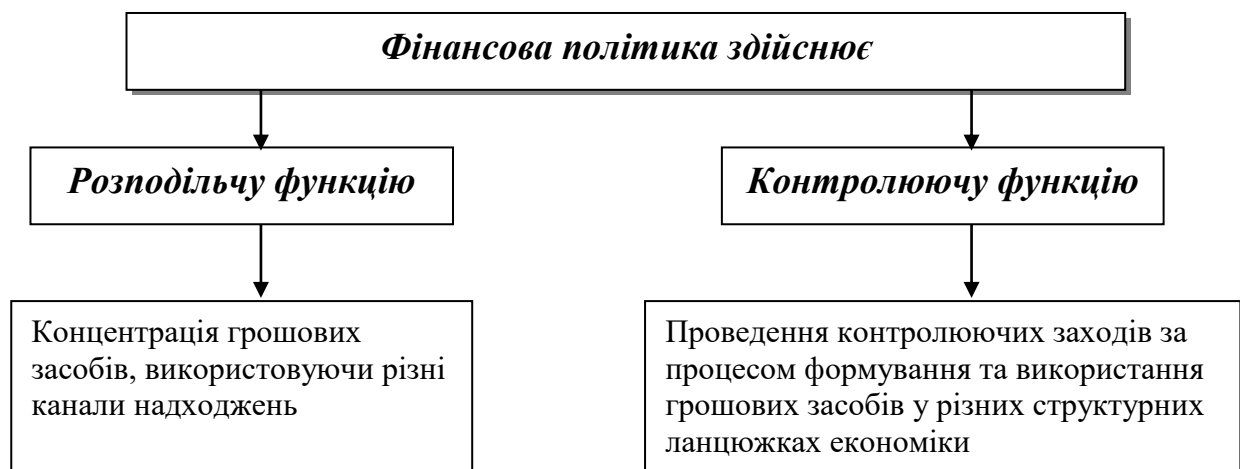 Фінансова політика здійснює
Розподільчу функцію
Контролюючу функцію
Концентрація грошових
засобів, використовуючи різні
канали надходжень
Проведення контролюючих заходів за
процесом формування та використання
грошових засобів у різних структурних
ланцюжках економіки